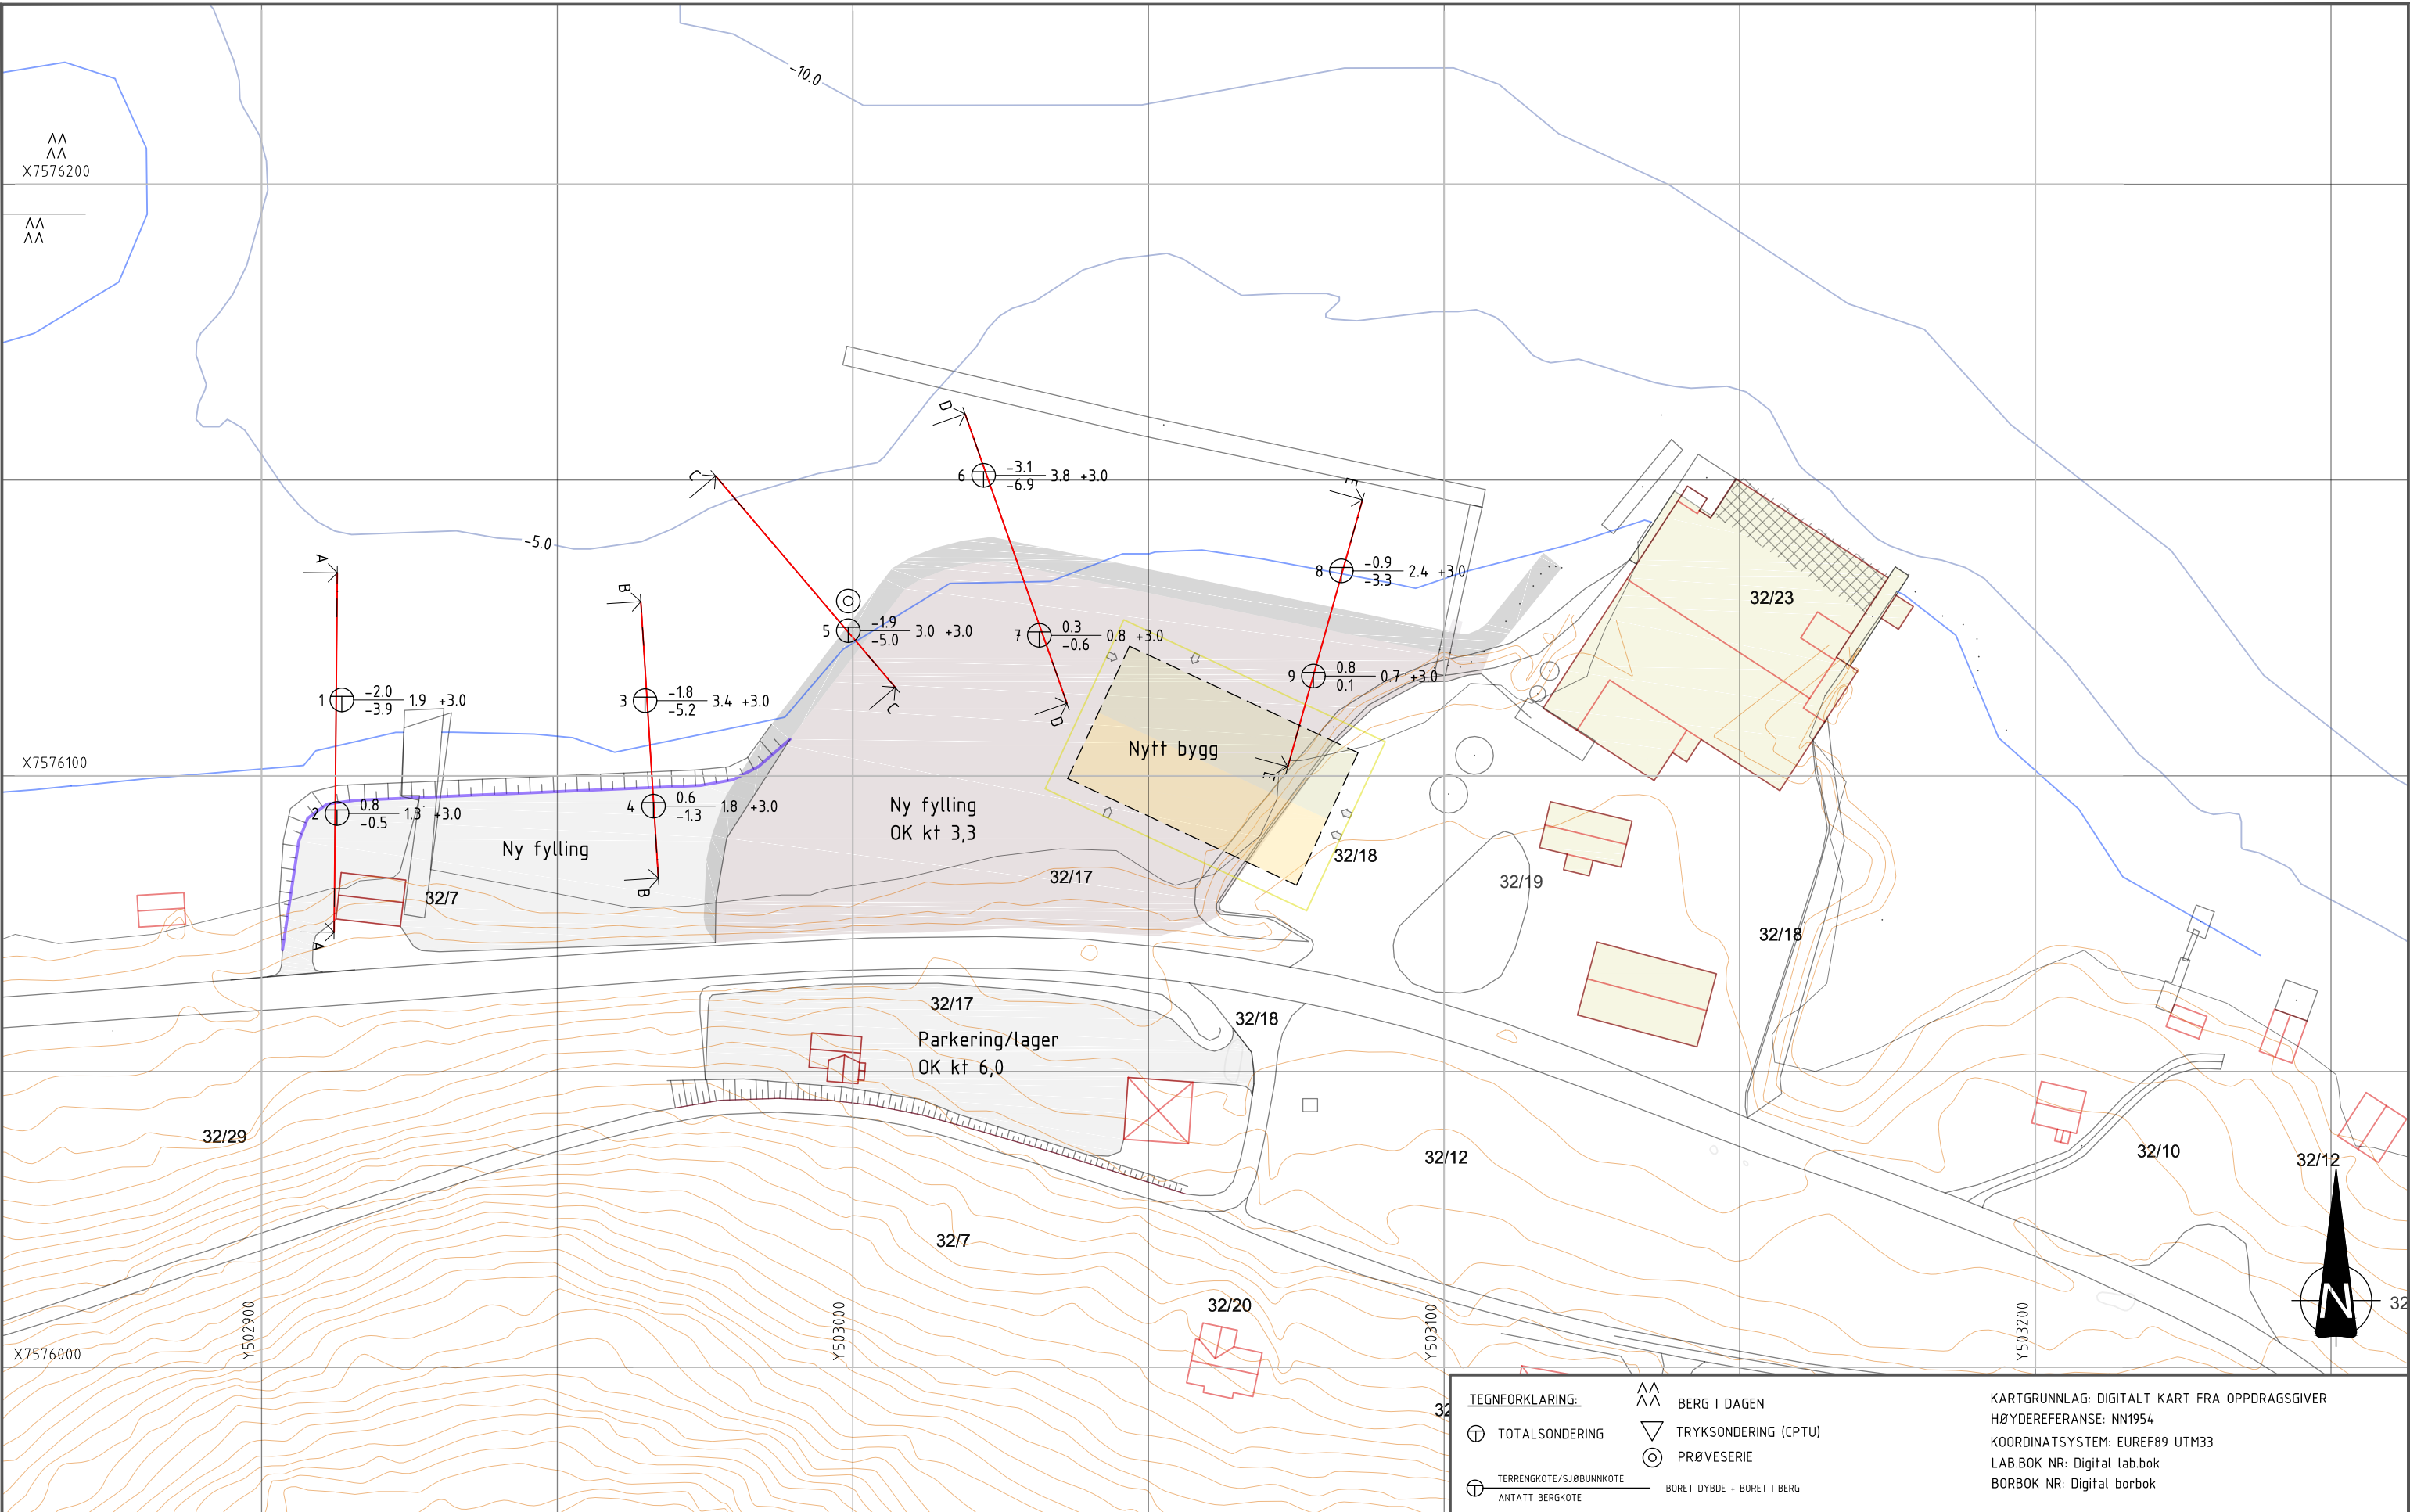 -10.0
X7576200
-5.0
A
B
C
D
E
6 -3.1 3.8 +3.0
-6.9
8 -0.9 2.4 +3.0
-3.3
32/23
5 -1.9 3.0 +3.0
-5.0
7 0.3 0.8 +3.0
-0.6
9 0.8 0.7 +3.0
0.1
1 -2.0 1.9 +3.0
-3.9
3 -1.8 3.4 +3.0
-5.2
C
D
E
X7576100
Nytt bygg
2 0.8 1.3 +3.0
-0.5
4 0.6 1.8 +3.0
-1.3
Ny fylling
OK kt 3,3
Ny fylling
32/18
32/17
32/19
B
32/7
A
32/18
32/17
32/18
Parkering/lager
OK kt 6,0
32/29
32/12
32/10
32/12
32/7
32/20
32
Y502900
Y503000
Y503100
Y503200
N
X7576000
32
TEGNFORKLARING:
BERG I DAGEN
TOTALSONDERING
TRYKSONDERING (CPTU)
PRØVESERIE
TERRENGKOTE/SJØBUNNKOTE
ANTATT BERGKOTE
BORET DYBDE + BORET I BERG
KARTGRUNNLAG: DIGITALT KART FRA OPPDRAGSGIVER
HØYDEREFERANSE: NN1954
KOORDINATSYSTEM: EUREF89 UTM33
LAB.BOK NR: Digital lab.bok
BORBOK NR: Digital borbok